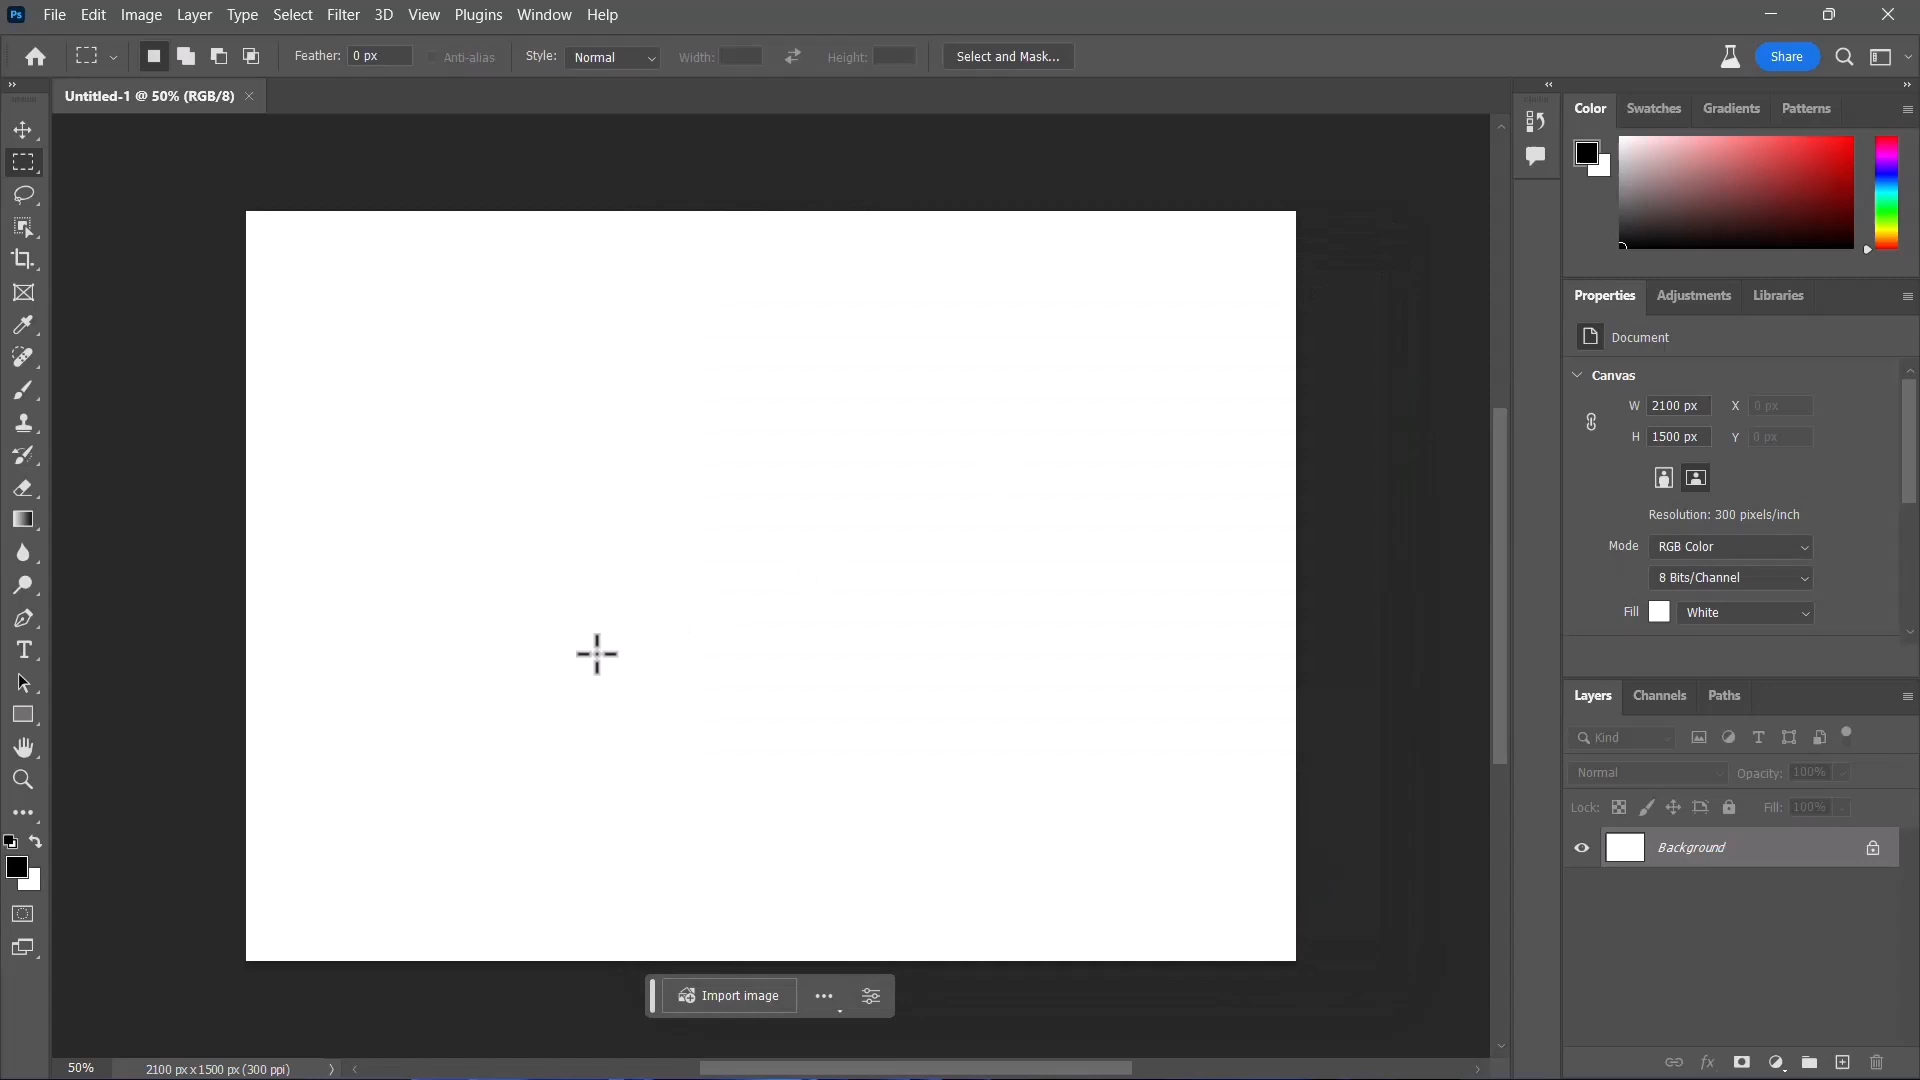 Ps File Edit Image Layer Type Select Filter 3D View Plugins Window Help
Feather: 0 px Anti-alias Style: Normal Width: Height: Select and Mask... Share
Untitled-1 @ 50% (RGB/8)
Color Swatches Gradients Patterns
Properties Adjustments Libraries
Document
Canvas
W 2100 px X 0 px
H 1500 px Y 0 px
Resolution: 300 pixels/inch
Mode RGB Color
8 Bits/Channel
Fill White
Layers Channels Paths
Kind
Normal Opacity: 100%
Lock: Fill: 100%
Background
Import image
50% 2100 px x 1500 px (300 ppi)